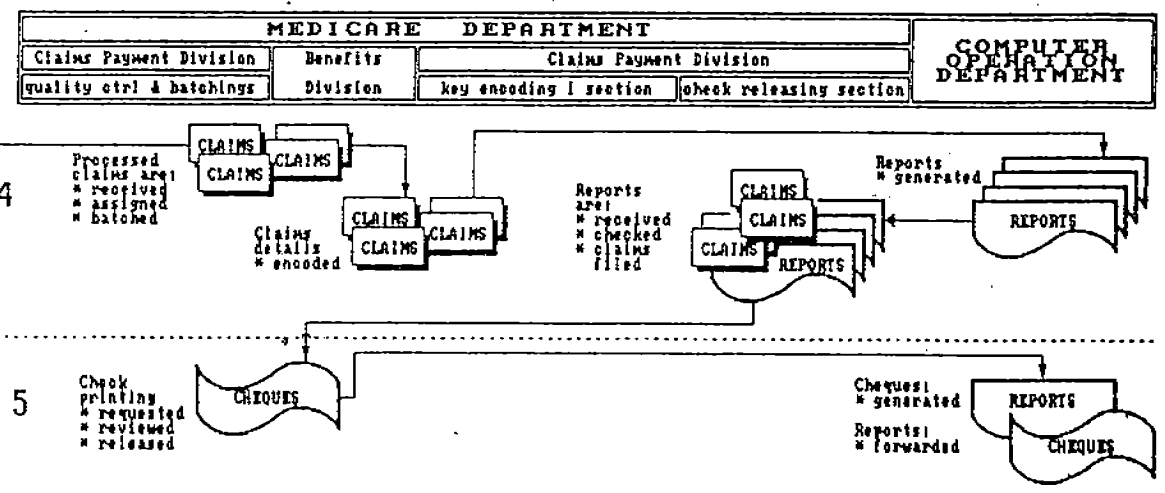 MEDICARE DEPARTMENT
COMPUTER
OPERATION
DEPARTMENT
Claims Payment Division
Benefits
Division
Claims Payment Division
quality ctrl & batchings
key encoding I section
check releasing section
4
Processed
claims are:
* received
* assigned
* batched
CLAIMS
CLAIMS
CLAIMS
Claims
details
* encoded
CLAIMS
CLAIMS
CLAIMS
Reports
are:
* received
* checked
* claims
filed
CLAIMS
CLAIMS
CLAIMS
REPORTS
Reports
* generated
REPORTS
5
Check
printing
* requested
* reviewed
* released
CHEQUES
Cheques:
* generated
Reports:
* forwarded
REPORTS
CHEQUES